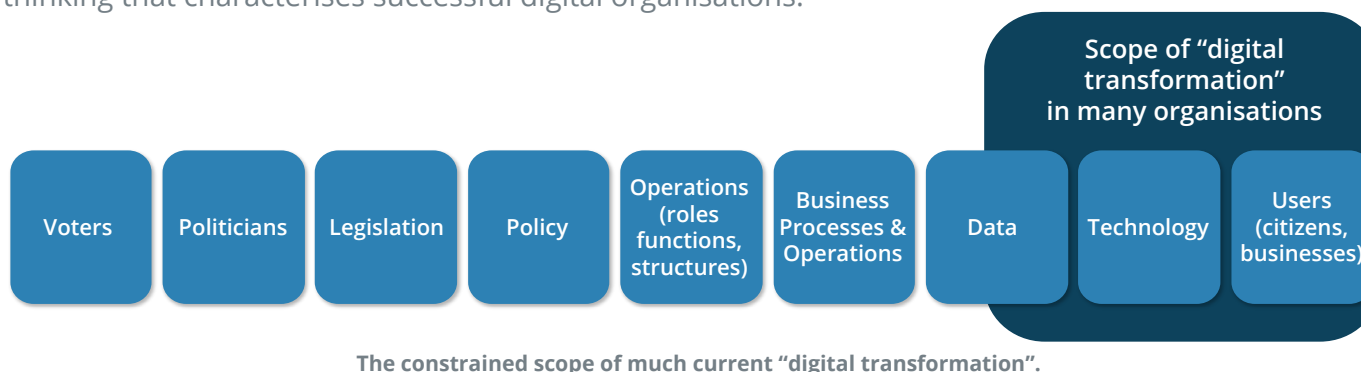 thinking that characterises successful digital organisations.
Scope of “digital
transformation”
in many organisations
Voters
Politicians
Legislation
Policy
Operations
(roles
functions,
structures)
Business
Processes &
Operations
Data
Technology
Users
(citizens,
businesses)
The constrained scope of much current “digital transformation”.